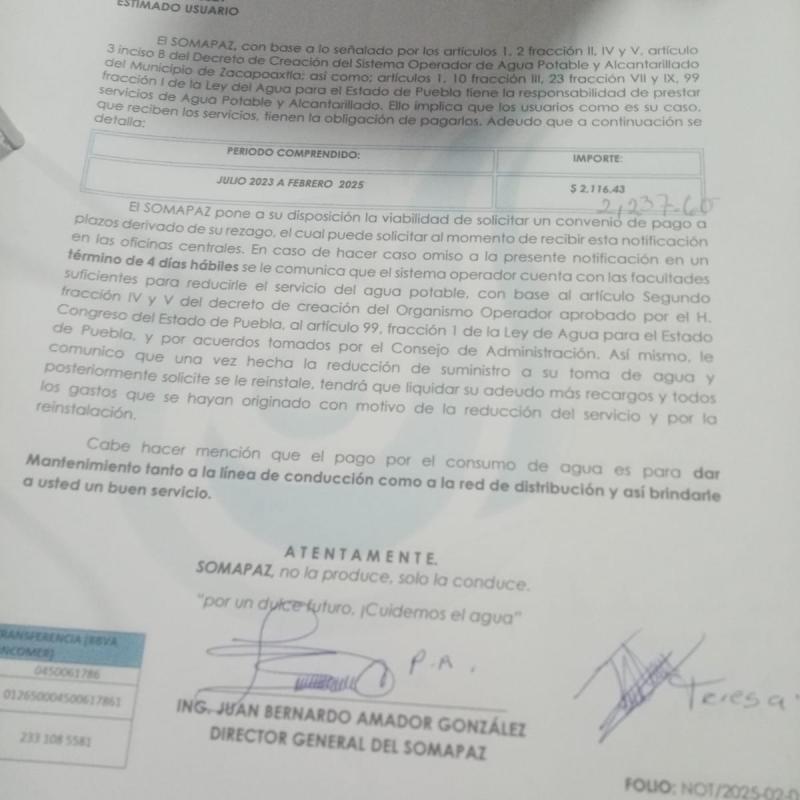 ESTIMADO USUARIO
El SOMAPAZ, con base a lo señalado por los artículos 1, 2 fracción II, IV y V, artículo
3 inciso B del Decreto de Creación del Sistema Operador de Agua Potable y Alcantarillado
del Municipio de Zacapoaxtla; así como; artículos 1, 10 fracción III, 23 fracción VII y IX, 99
fracción I de la Ley del Agua para el Estado de Puebla tiene la responsabilidad de prestar
servicios de Agua Potable y Alcantarillado. Ello implica que los usuarios como es su caso,
que reciben los servicios, tienen la obligación de pagarlos. Adeudo que a continuación se
detalla:
PERIODO COMPRENDIDO:
IMPORTE:
JULIO 2023 A FEBRERO 2025
$ 2,116.43
2,237.60
El SOMAPAZ pone a su disposición la viabilidad de solicitar un convenio de pago a
plazos derivado de su rezago, el cual puede solicitar al momento de recibir esta notificación
en las oficinas centrales. En caso de hacer caso omiso a la presente notificación en un
término de 4 días hábiles se le comunica que el sistema operador cuenta con las facultades
suficientes para reducirle el servicio del agua potable, con base al artículo Segundo
fracción IV y V del decreto de creación del Organismo Operador aprobado por el H.
Congreso del Estado de Puebla, al artículo 99, fracción 1 de la Ley de Agua para el Estado
de Puebla, y por acuerdos tomados por el Consejo de Administración. Así mismo, le
comunico que una vez hecha la reducción de suministro a su toma de agua y
posteriormente solicite se le reinstale, tendrá que liquidar su adeudo más recargos y todos
los gastos que se hayan originado con motivo de la reducción del servicio y por la
reinstalación.
Cabe hacer mención que el pago por el consumo de agua es para dar
Mantenimiento tanto a la línea de conducción como a la red de distribución y así brindarle
a usted un buen servicio.
ATENTAMENTE.
SOMAPAZ, no la produce, solo la conduce.
"por un dulce futuro, ¡Cuidemos el agua"
P.A.
Teresa
RANSFERENCIA (BBVA
NCOMER)
0450061786
012650004500617861
233 108 5581
ING. JUAN BERNARDO AMADOR GONZÁLEZ
DIRECTOR GENERAL DEL SOMAPAZ
FOLIO: NOT/2025-02-0